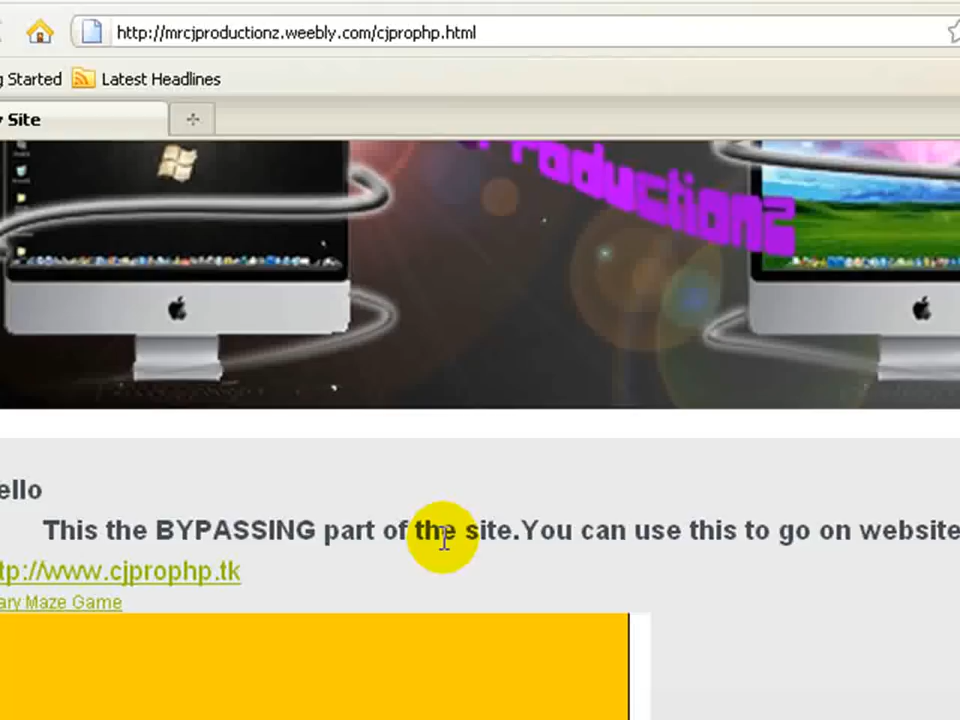 http://mrcjproductionz.weebly.com/cjprophp.html
g Started Latest Headlines
Site
Productionz
ello
This the BYPASSING part of the site.You can use this to go on website
tp://www.cjprophp.tk
ary Maze Game